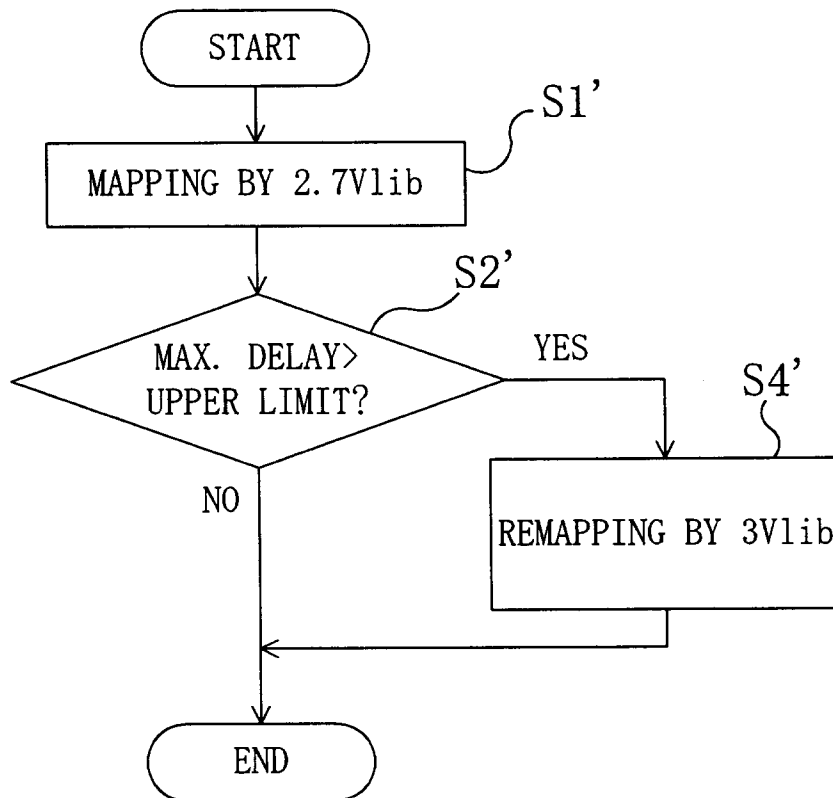 START
S1'
MAPPING BY 2.7Vlib
S2'
MAX. DELAY>
UPPER LIMIT?
YES
S4'
NO
REMAPPING BY 3Vlib
END